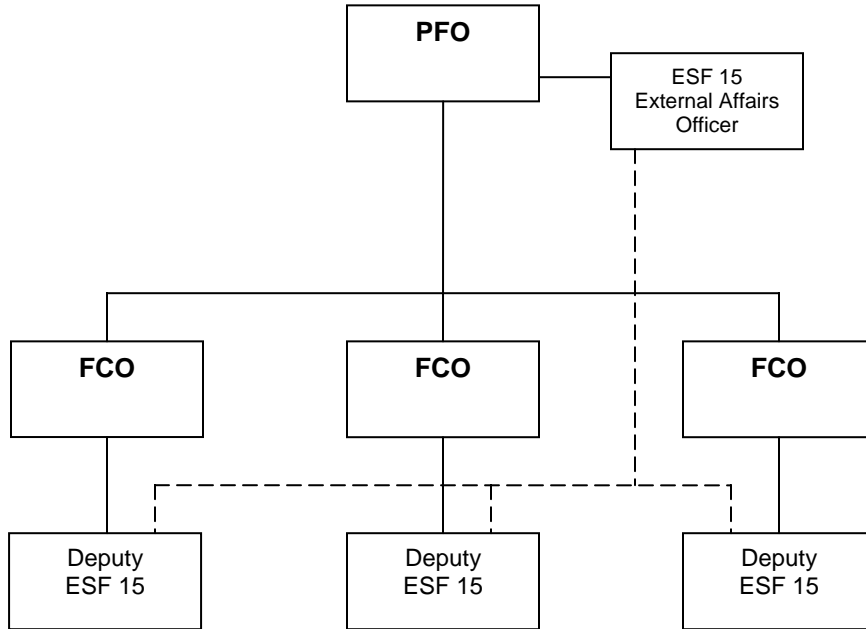 PFO
ESF 15
External Affairs
Officer
FCO
FCO
FCO
Deputy
ESF 15
Deputy
ESF 15
Deputy
ESF 15